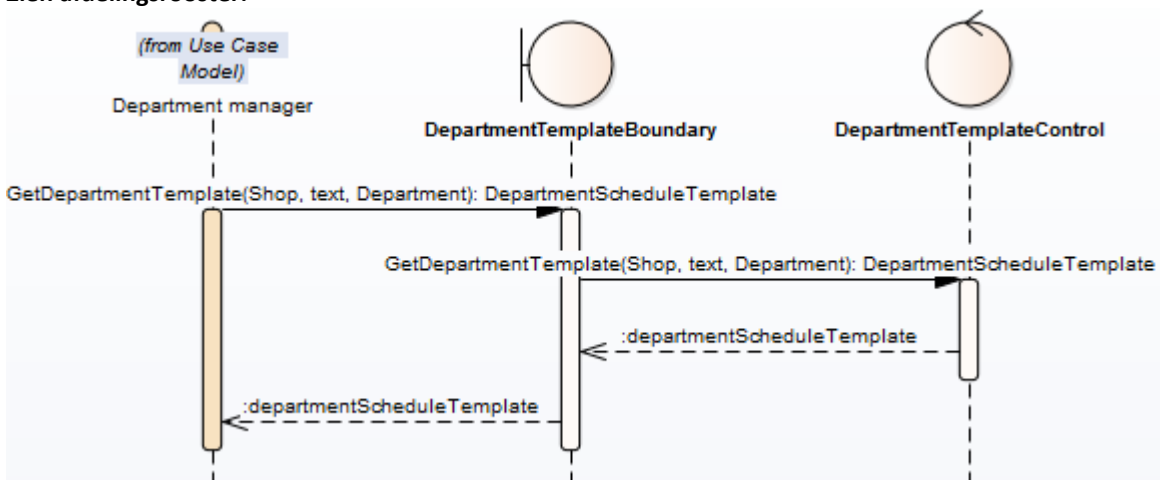 (from Use Case
Model)
Department manager
DepartmentTemplateBoundary
DepartmentTemplateControl
GetDepartmentTemplate(Shop, text, Department): DepartmentScheduleTemplate
GetDepartmentTemplate(Shop, text, Department): DepartmentScheduleTemplate
:departmentScheduleTemplate
:departmentScheduleTemplate